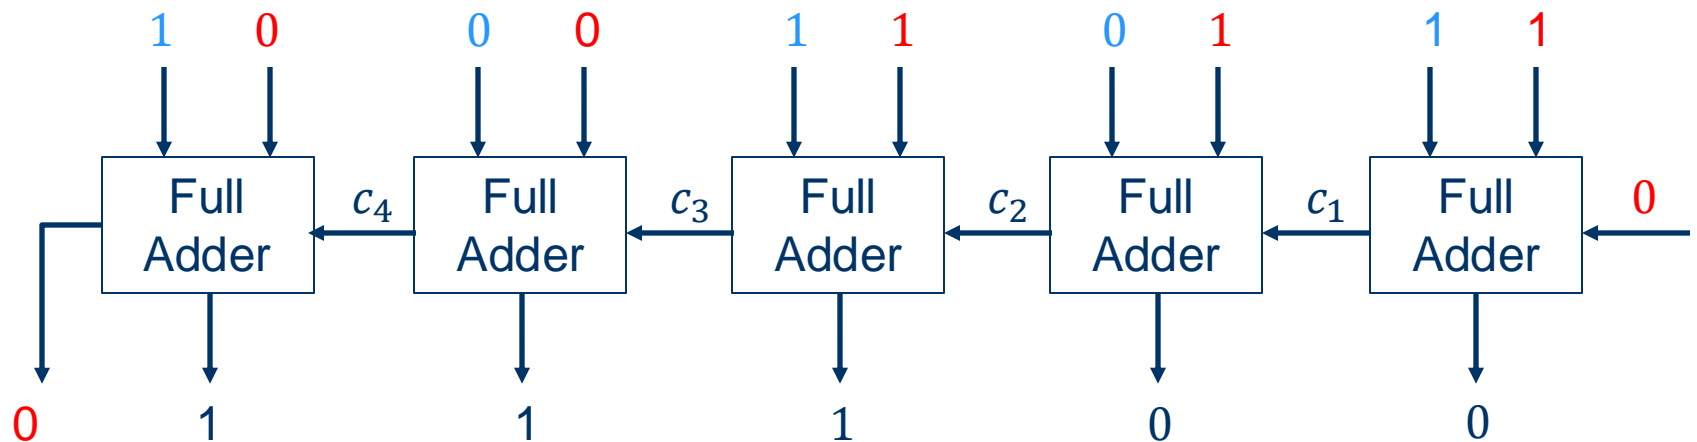 1 0 0 0 1 1 0 1 1 1
Full Adder c₄ Full Adder c₃ Full Adder c₂ Full Adder c₁ Full Adder 0
0 1 1 1 0 0